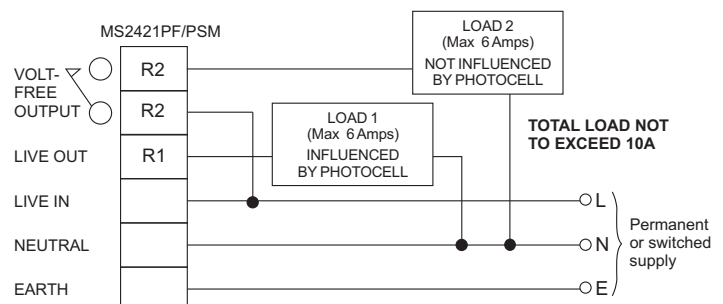 MS2421PF/PSM
VOLT-
FREE
OUTPUT
R2
R2
LIVE OUT
R1
LIVE IN
NEUTRAL
EARTH
LOAD 1
(Max 6 Amps)
INFLUENCED
BY PHOTOCELL
LOAD 2
(Max 6 Amps)
NOT INFLUENCED
BY PHOTOCELL
TOTAL LOAD NOT
TO EXCEED 10A
L
N
E
Permanent
or switched
supply